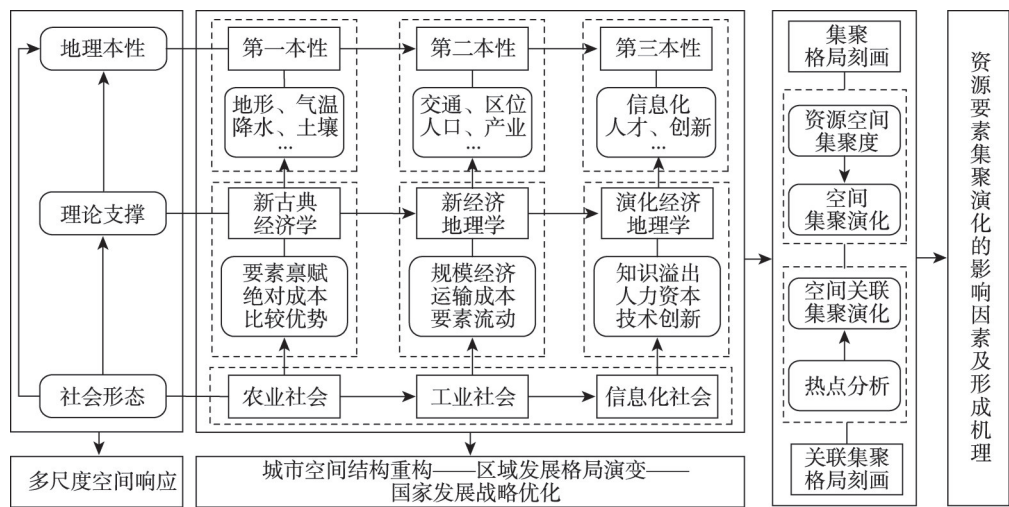 地理本性
理论支撑
社会形态
多尺度空间响应
第一本性
第二本性
第三本性
地形、气温
降水、土壤
...
交通、区位
人口、产业
...
信息化
人才、创新
...
新古典
经济学
新经济
地理学
演化经济
地理学
要素禀赋
绝对成本
比较优势
规模经济
运输成本
要素流动
知识溢出
人力资本
技术创新
农业社会
工业社会
信息化社会
城市空间结构重构——区域发展格局演变——
国家发展战略优化
集聚
格局刻画
资源空间
集聚度
空间
集聚演化
空间关联
集聚演化
热点分析
关联集聚
格局刻画
资源要素集聚演化的影响因素及形成机理